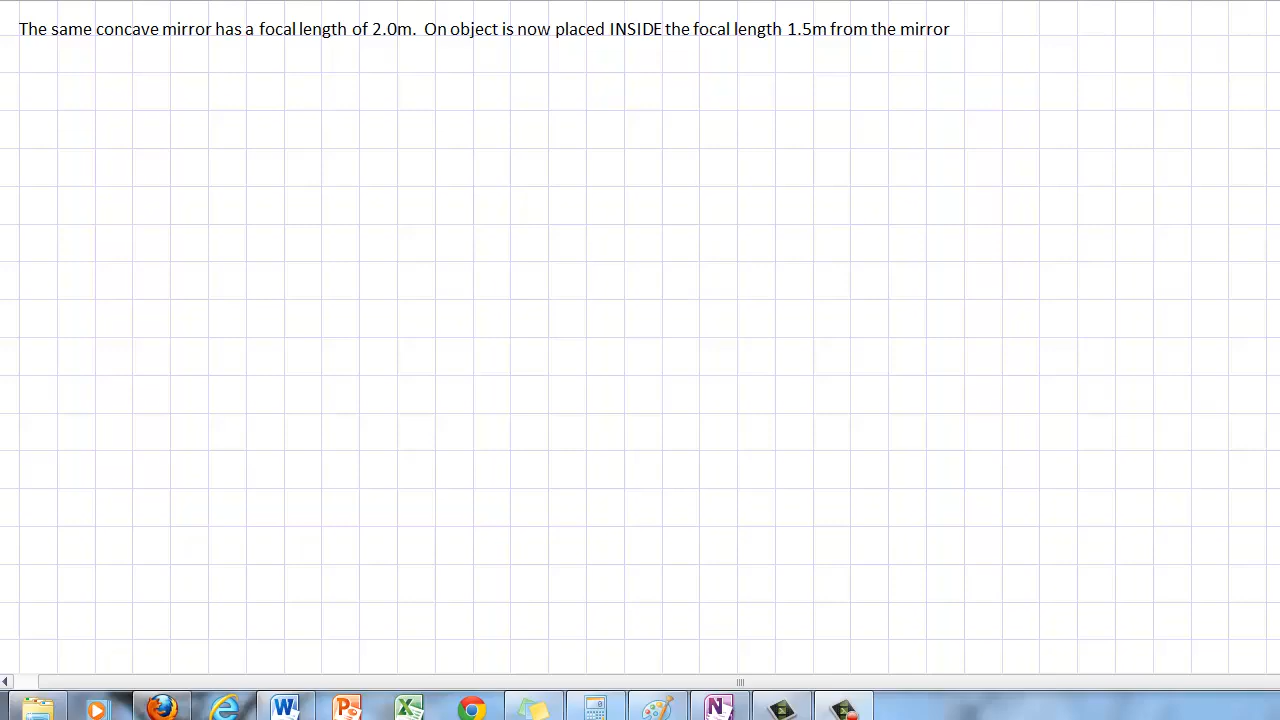 The same concave mirror has a focal length of 2.0m. On object is now placed INSIDE the focal length 1.5m from the mirror